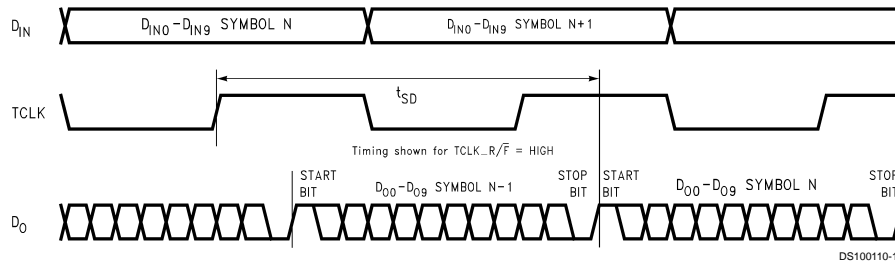 D_IN
D_IN0-D_IN9 SYMBOL N
D_IN0-D_IN9 SYMBOL N+1
t_SD
TCLK
Timing shown for TCLK_R/F̅ = HIGH
START BIT
D_O0-D_O9 SYMBOL N-1
STOP BIT
START BIT
D_O0-D_O9 SYMBOL N
STOP
D_O
DS100110-1